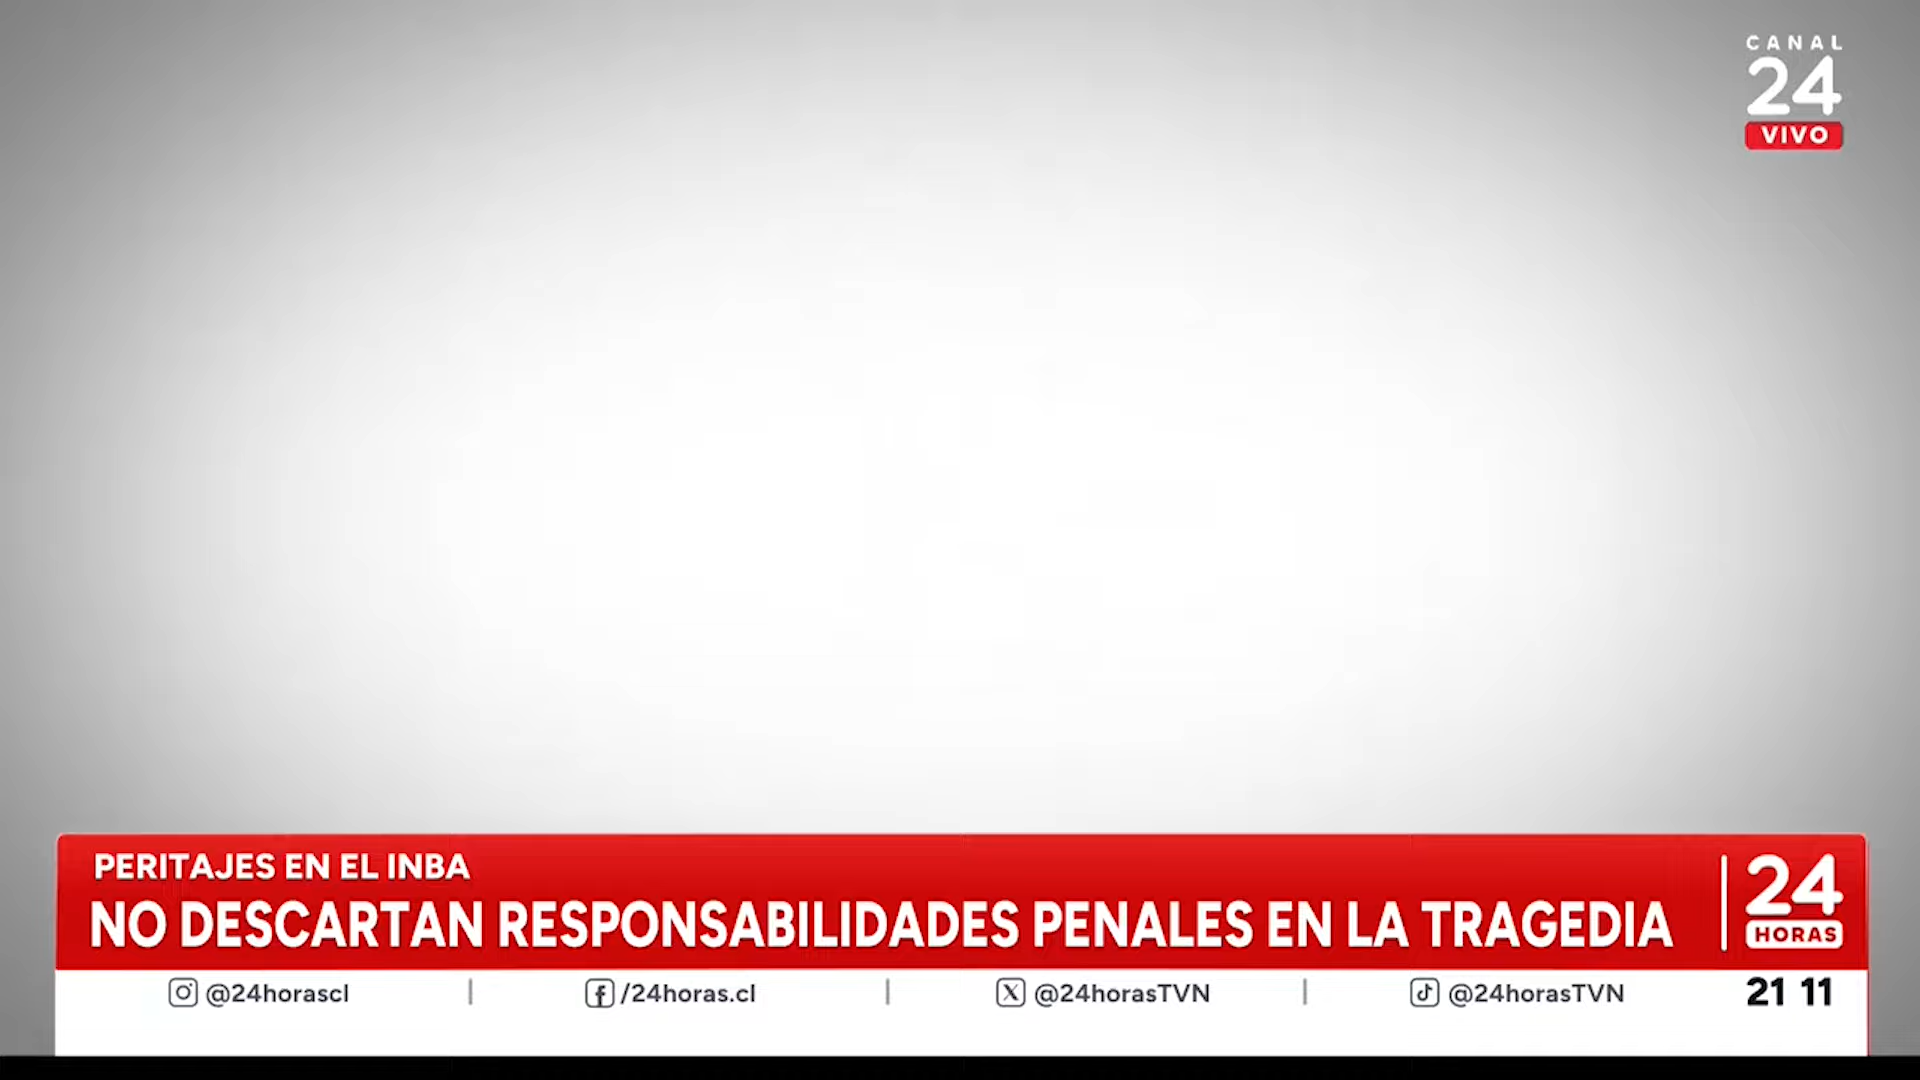 CANAL
24
VIVO
PERITAJES EN EL INBA
NO DESCARTAN RESPONSABILIDADES PENALES EN LA TRAGEDIA
24
HORAS
@24horascl | /24horas.cl | @24horasTVN | @24horasTVN
21 11